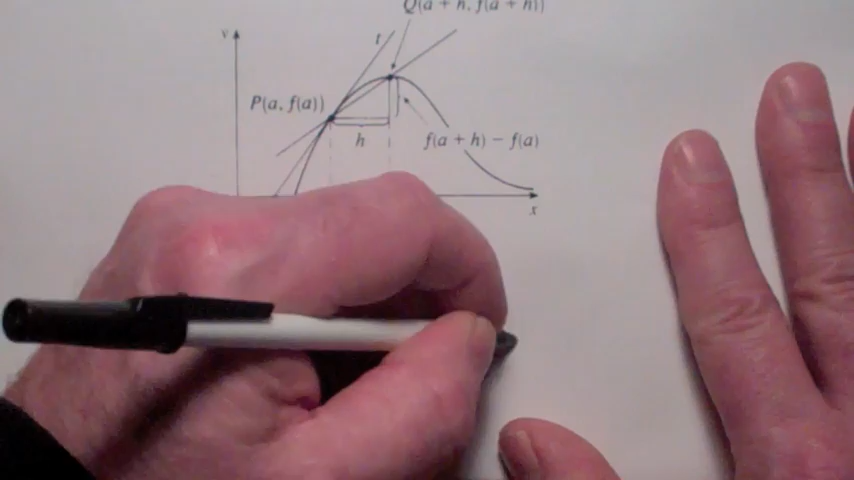 Q(a + h, f(a + h))
y
t
P(a, f(a))
h
f(a + h) − f(a)
x